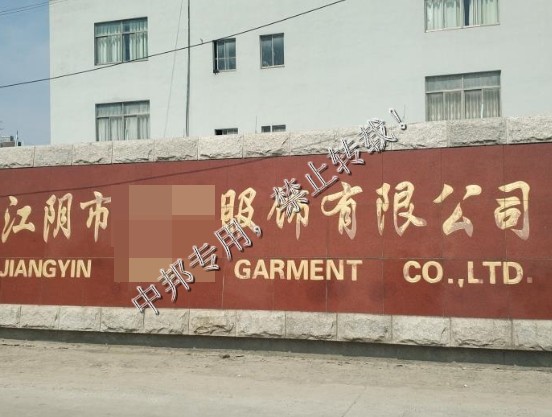 江阴市 服饰有限公司
JIANGYIN GARMENT CO.,LTD.
中邦专用，禁止转载！